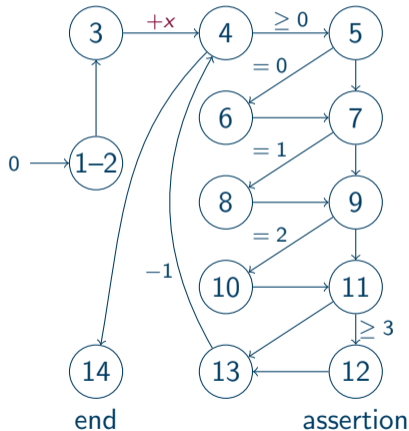 3 +x 4 ≥ 0 5
= 0
6 7
0 1–2 = 1
8 9
= 2
−1 10 11
≥ 3
14 13 12
end assertion